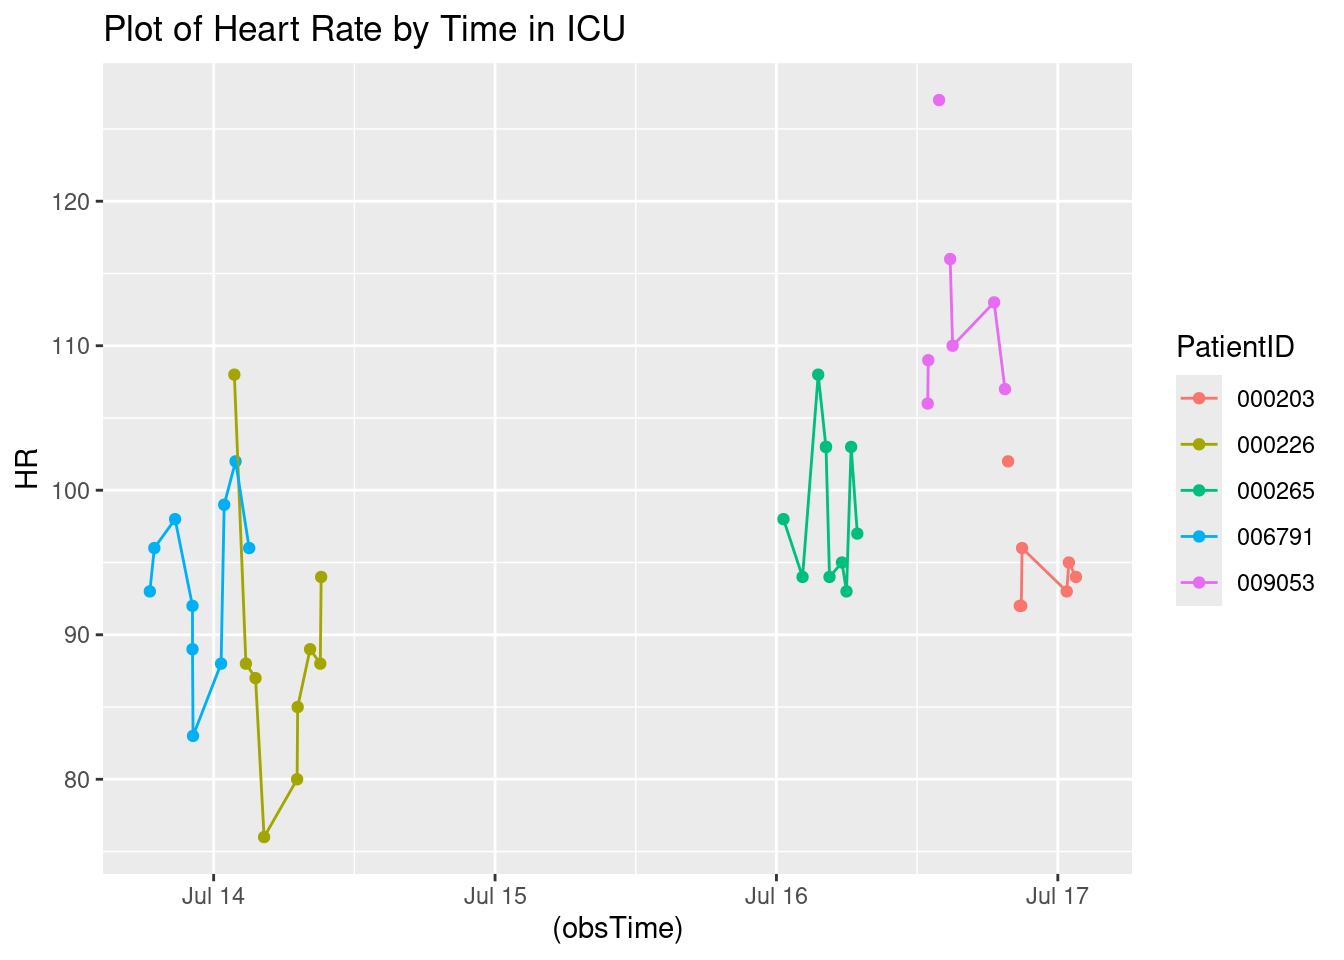 Plot of Heart Rate by Time in ICU
HR
120
110
100
90
80
Jul 14 Jul 15 Jul 16 Jul 17
(obsTime)
PatientID
000203
000226
000265
006791
009053